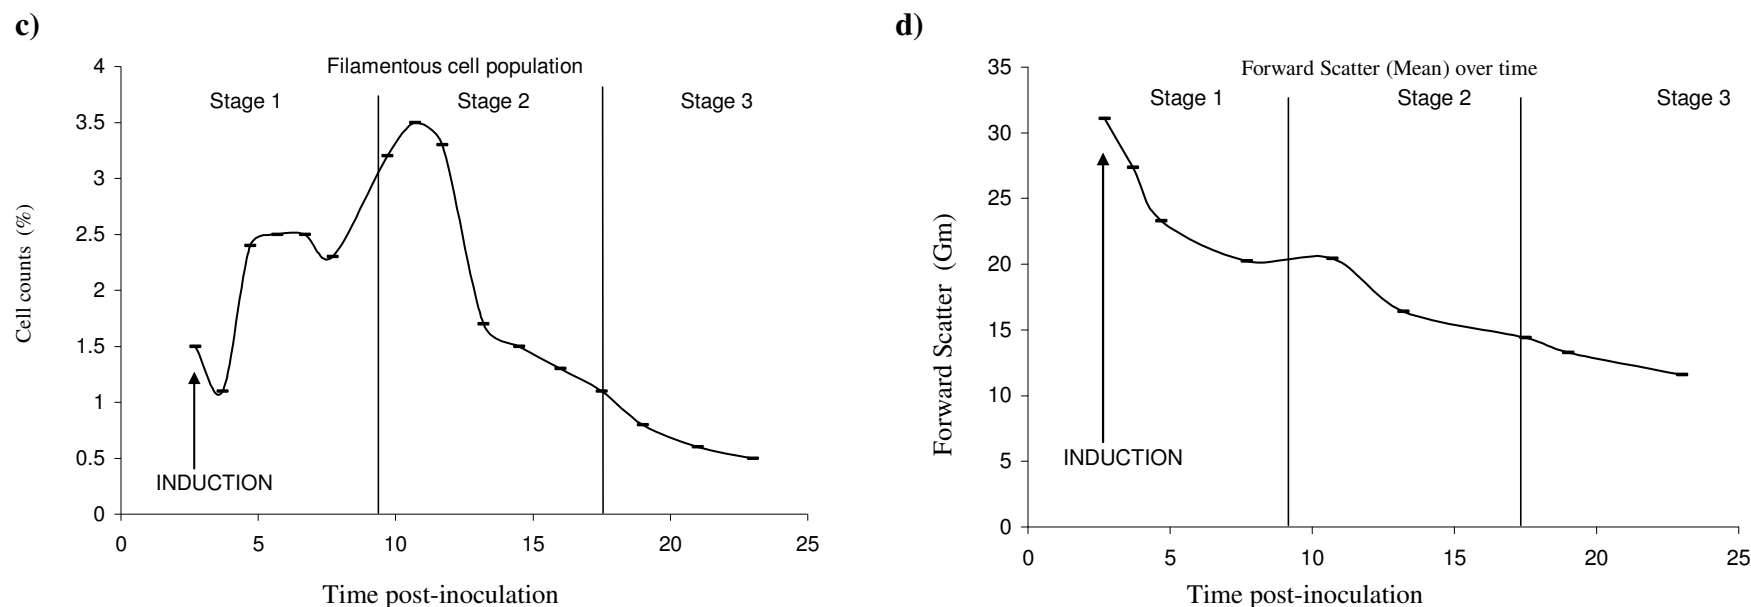 c)
Filamentous cell population
Stage 1 Stage 2 Stage 3
4
3.5
3
2.5
2
1.5
1
0.5
0
Cell counts (%)
INDUCTION
0 5 10 15 20 25
Time post-inoculation
d)
Forward Scatter (Mean) over time
Stage 1 Stage 2 Stage 3
35
30
25
20
15
10
5
0
Forward Scatter (Gm)
INDUCTION
0 5 10 15 20 25
Time post-inoculation